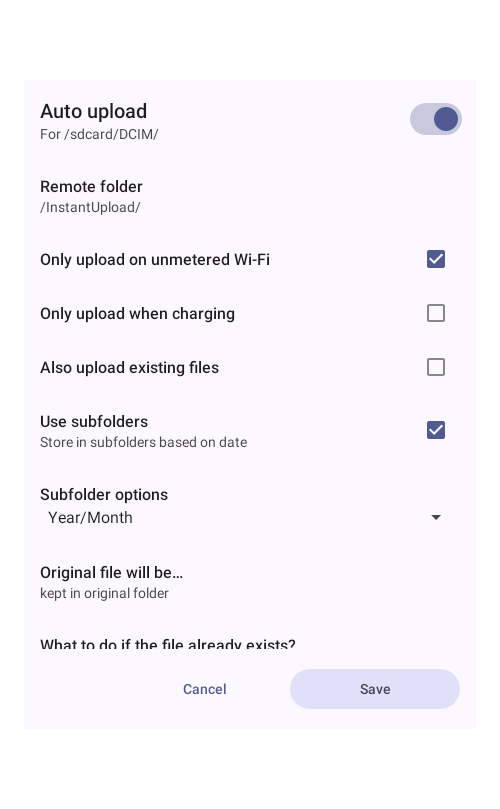 Auto upload
For /sdcard/DCIM/
Remote folder
/InstantUpload/
Only upload on unmetered Wi-Fi
Only upload when charging
Also upload existing files
Use subfolders
Store in subfolders based on date
Subfolder options
Year/Month
Original file will be…
kept in original folder
What to do if the file already exists?
Cancel
Save